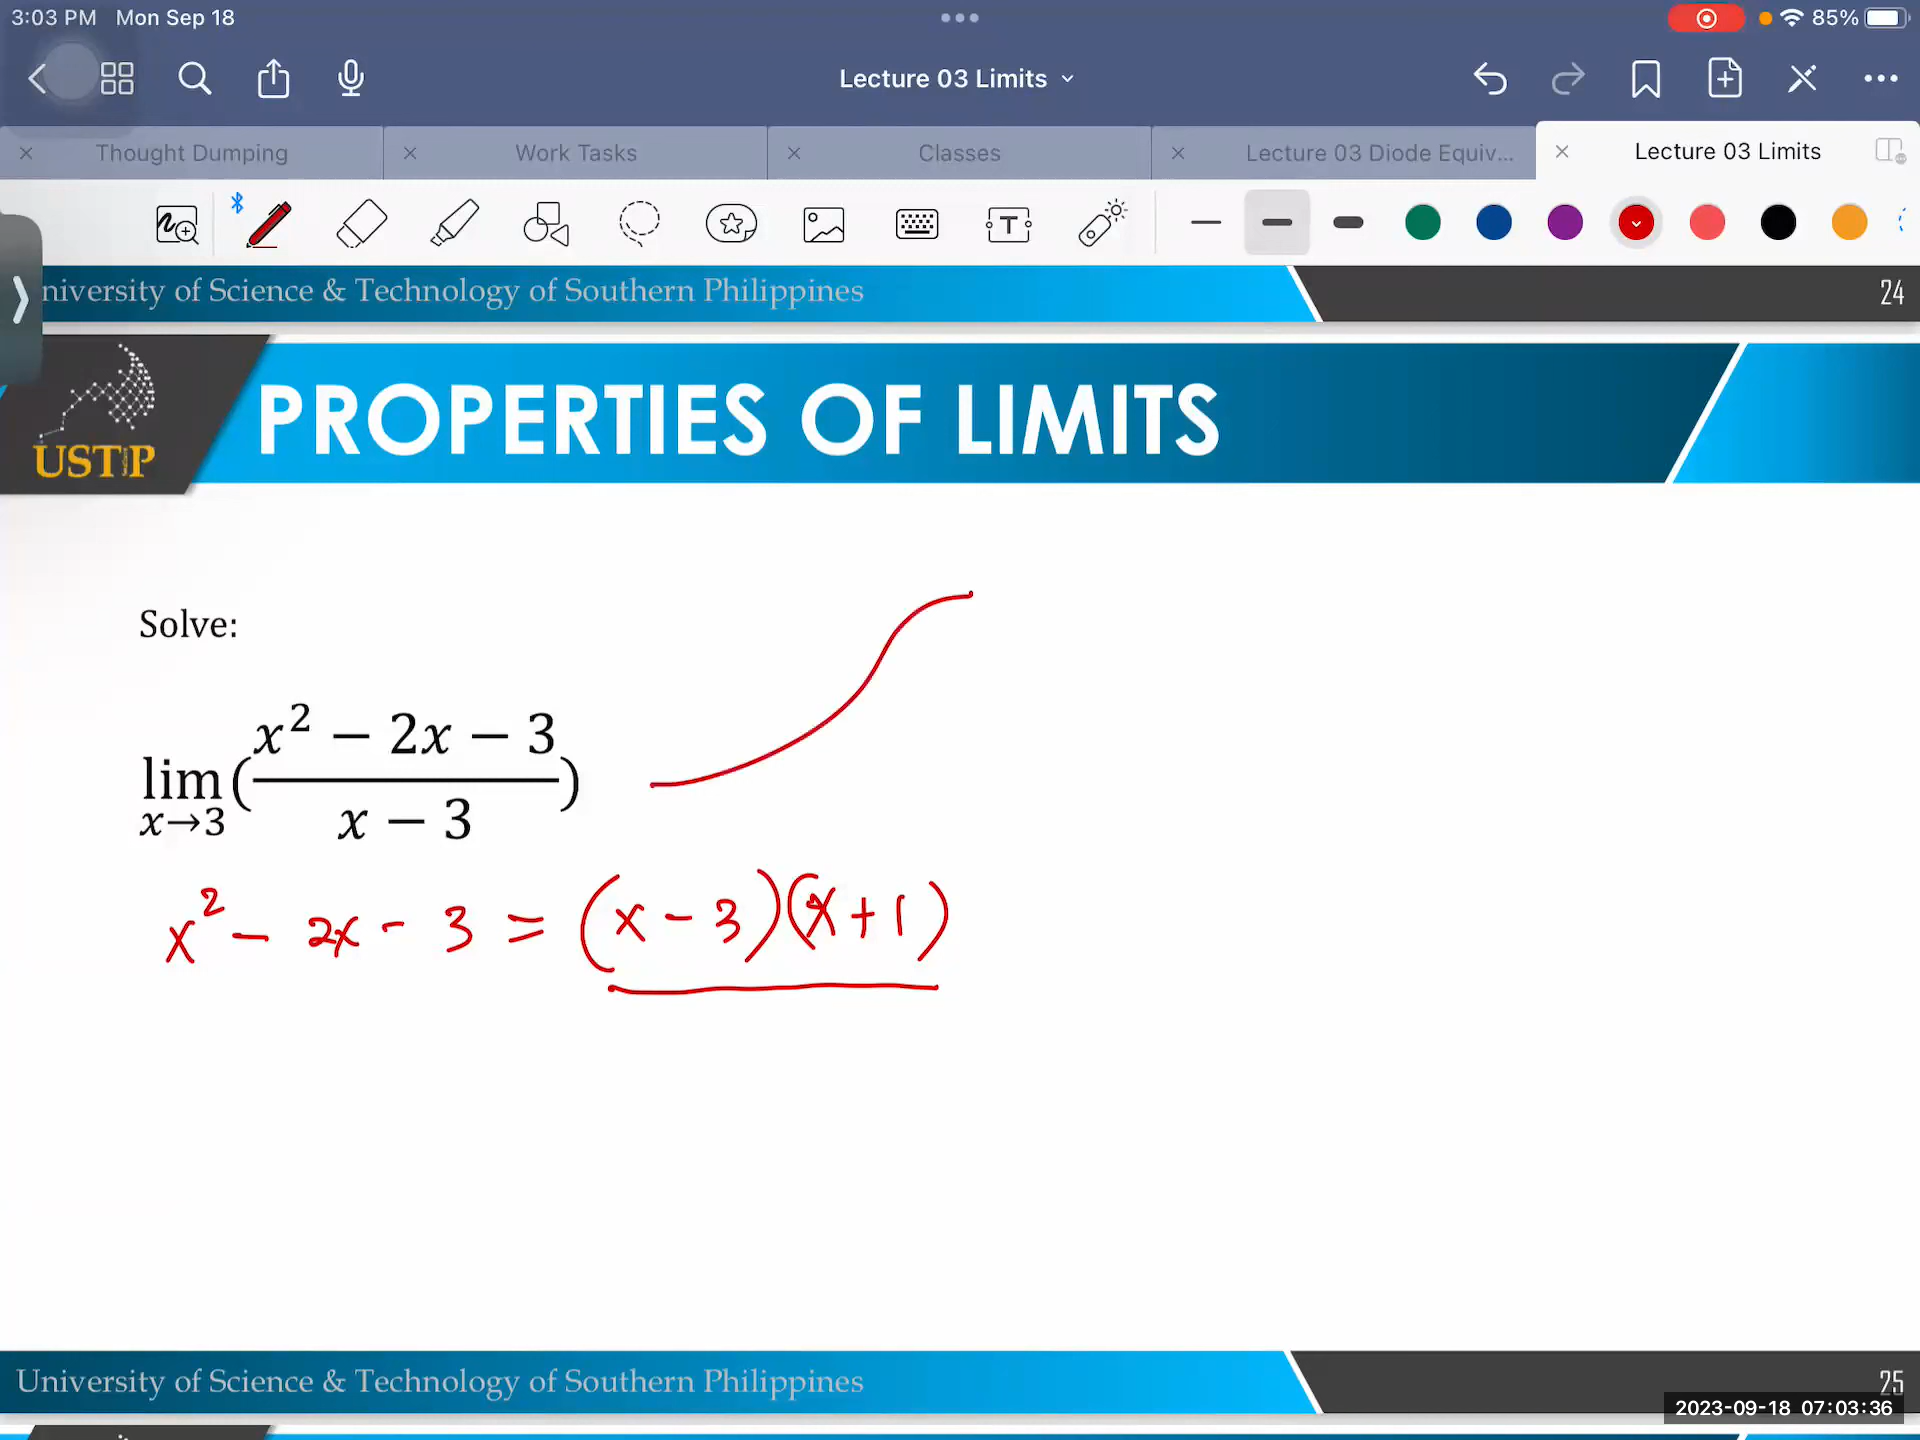 3:03 PM Mon Sep 18
85%
Lecture 03 Limits
Thought Dumping
Work Tasks
Classes
Lecture 03 Diode Equiv...
Lecture 03 Limits
T
niversity of Science & Technology of Southern Philippines
24
USTP
PROPERTIES OF LIMITS
Solve:
lim x→3 (x² − 2x − 3 / x − 3)
x² − 2x − 3 = (x − 3)(x + 1)
University of Science & Technology of Southern Philippines
25
2023-09-18 07:03:36